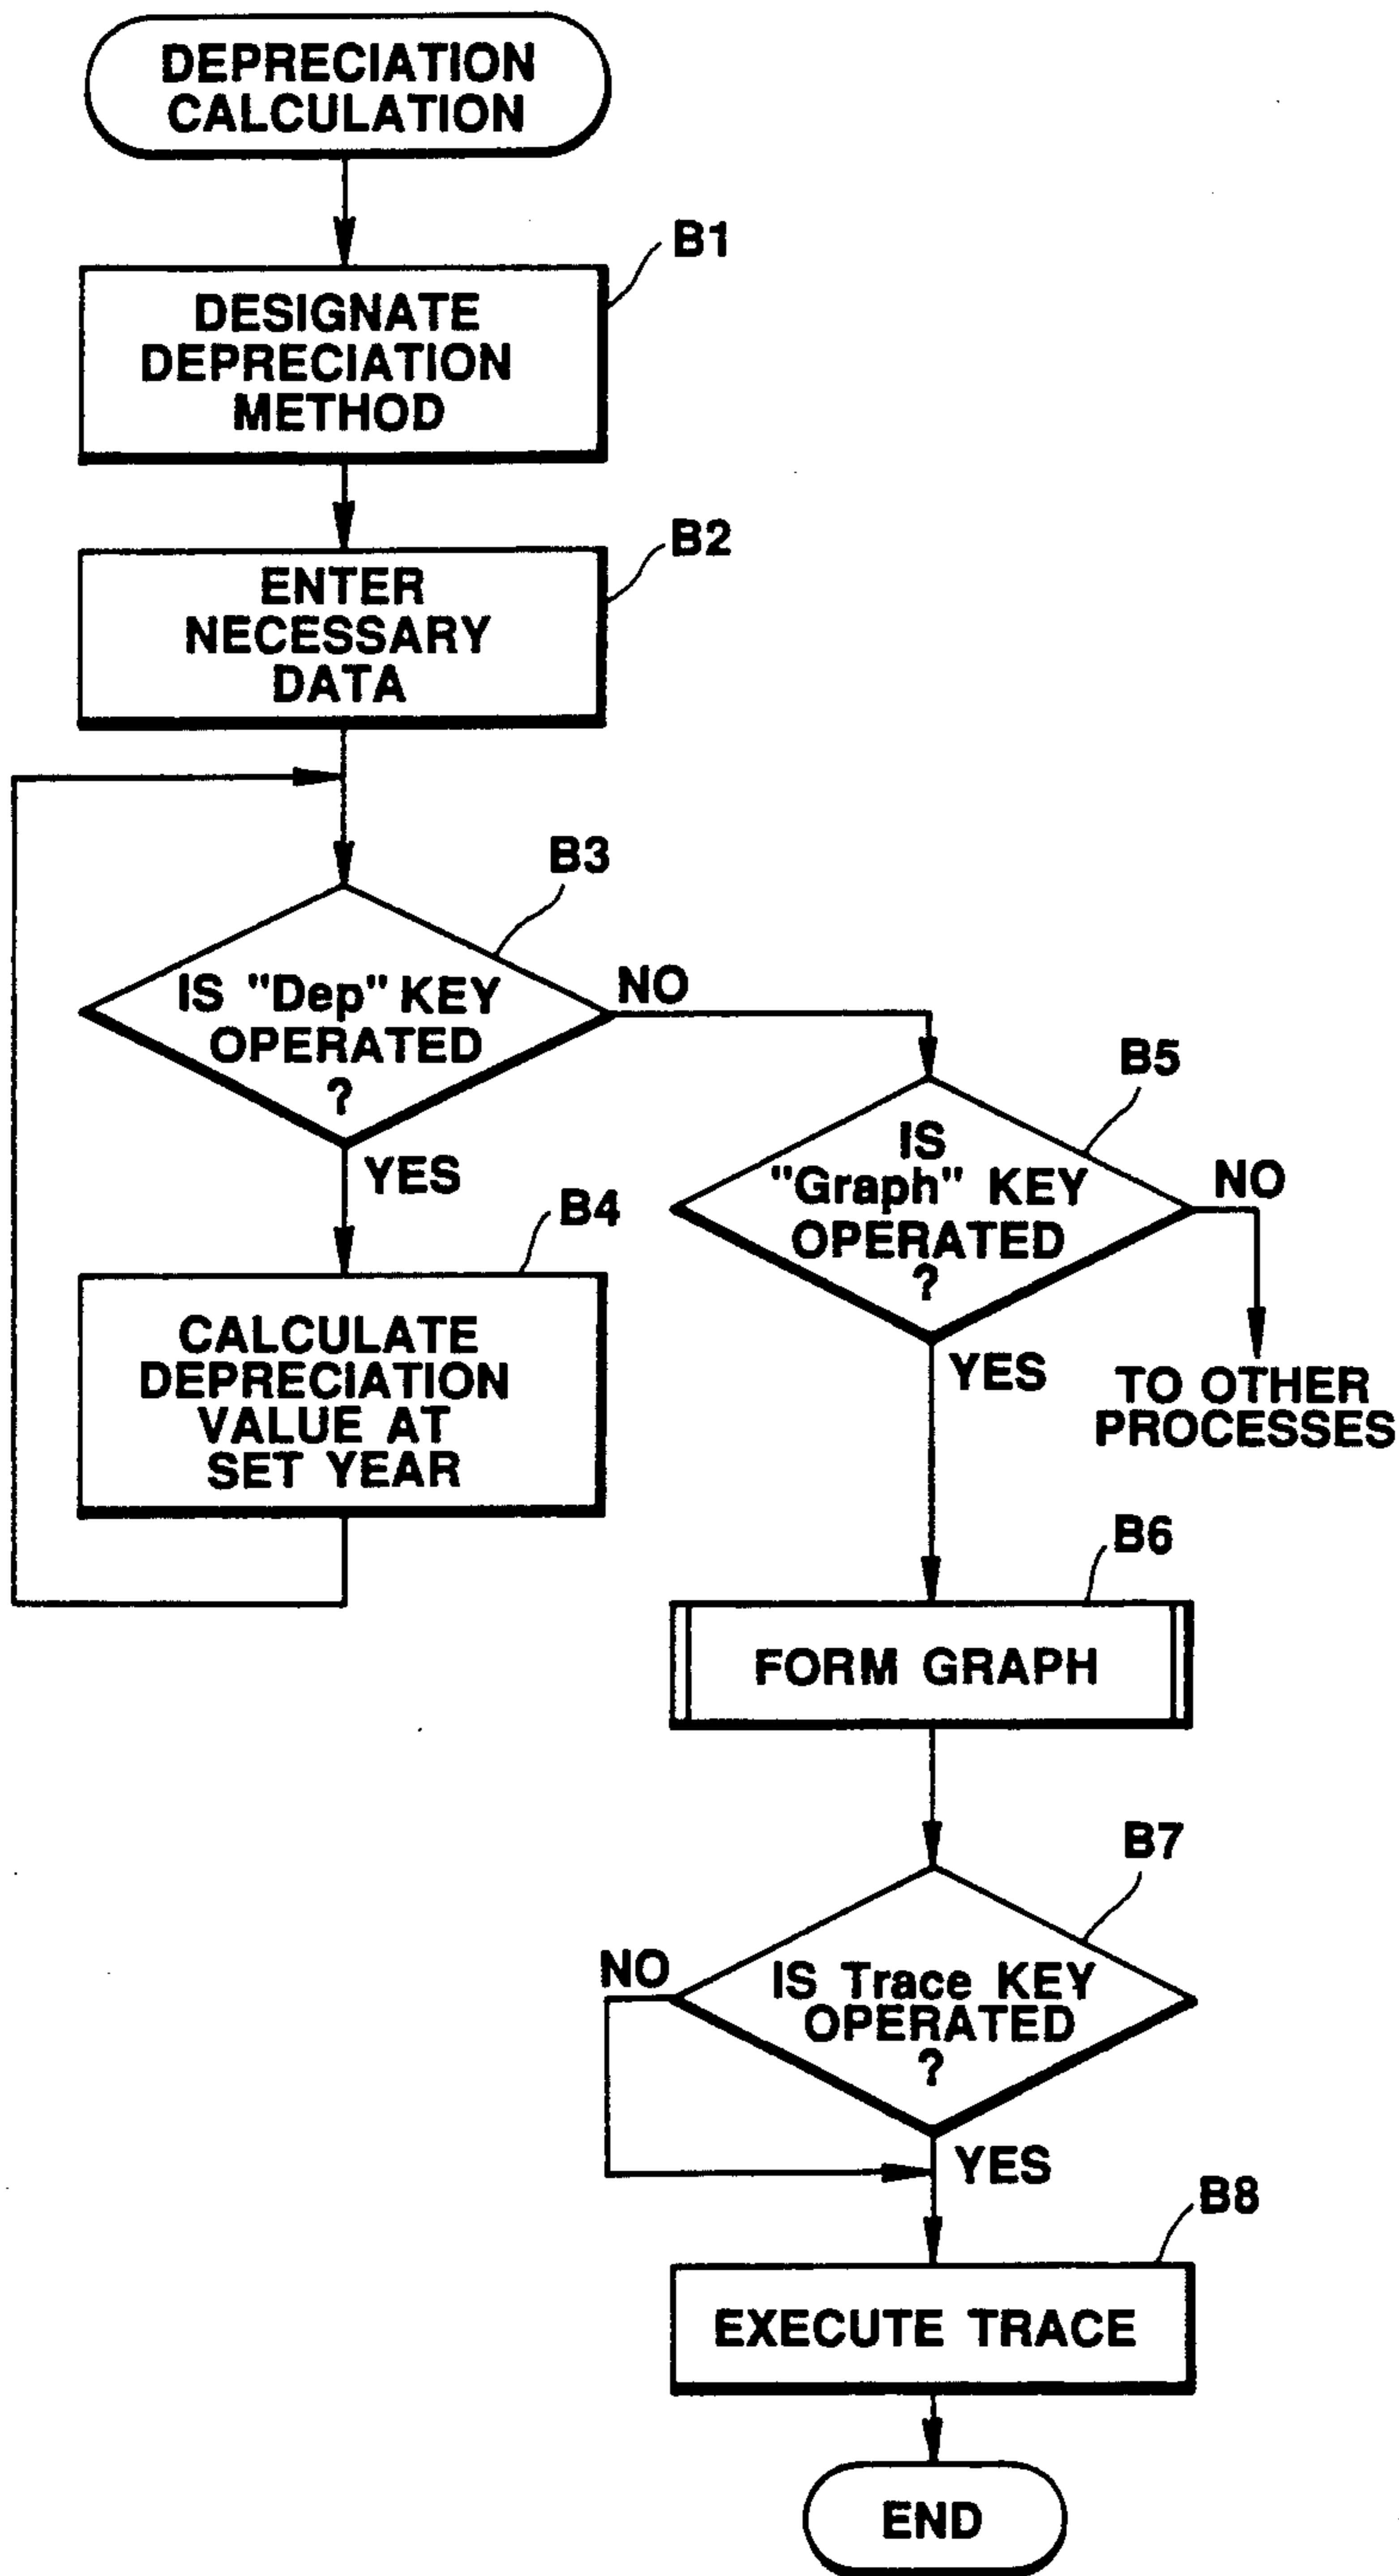 DEPRECIATION
CALCULATION
B1
DESIGNATE
DEPRECIATION
METHOD
B2
ENTER
NECESSARY
DATA
B3
IS "Dep" KEY
OPERATED
?
NO
YES
B4
CALCULATE
DEPRECIATION
VALUE AT
SET YEAR
B5
IS
"Graph" KEY
OPERATED
?
NO
TO OTHER
PROCESSES
YES
B6
FORM GRAPH
B7
IS Trace KEY
OPERATED
?
NO
YES
B8
EXECUTE TRACE
END